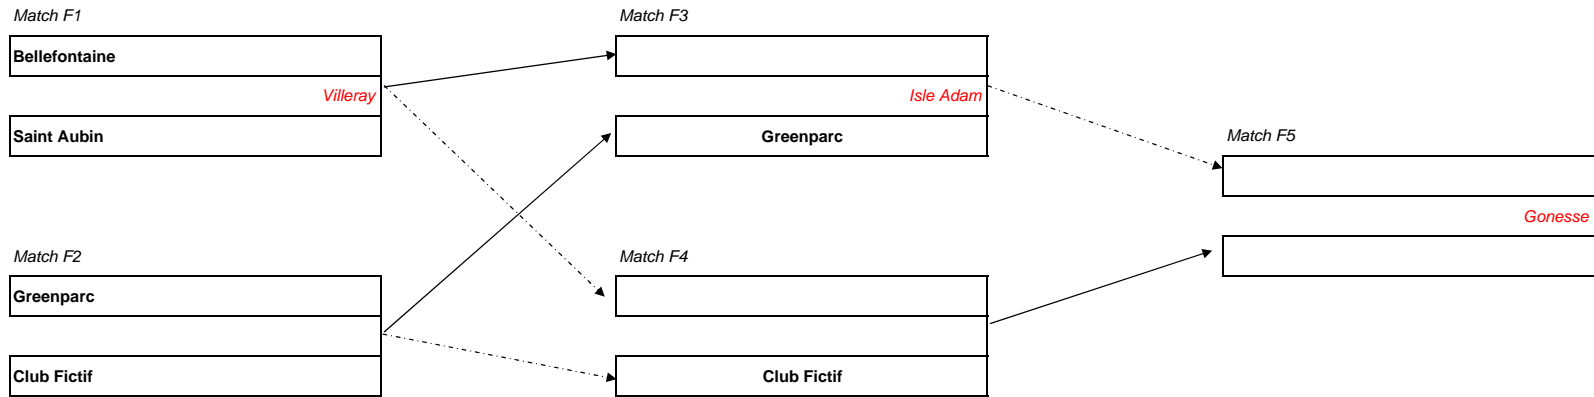 Match F1
Match F3
Bellefontaine
Villeray
Isle Adam
Saint Aubin
Greenparc
Match F5
Gonesse
Match F2
Match F4
Greenparc
Club Fictif
Club Fictif